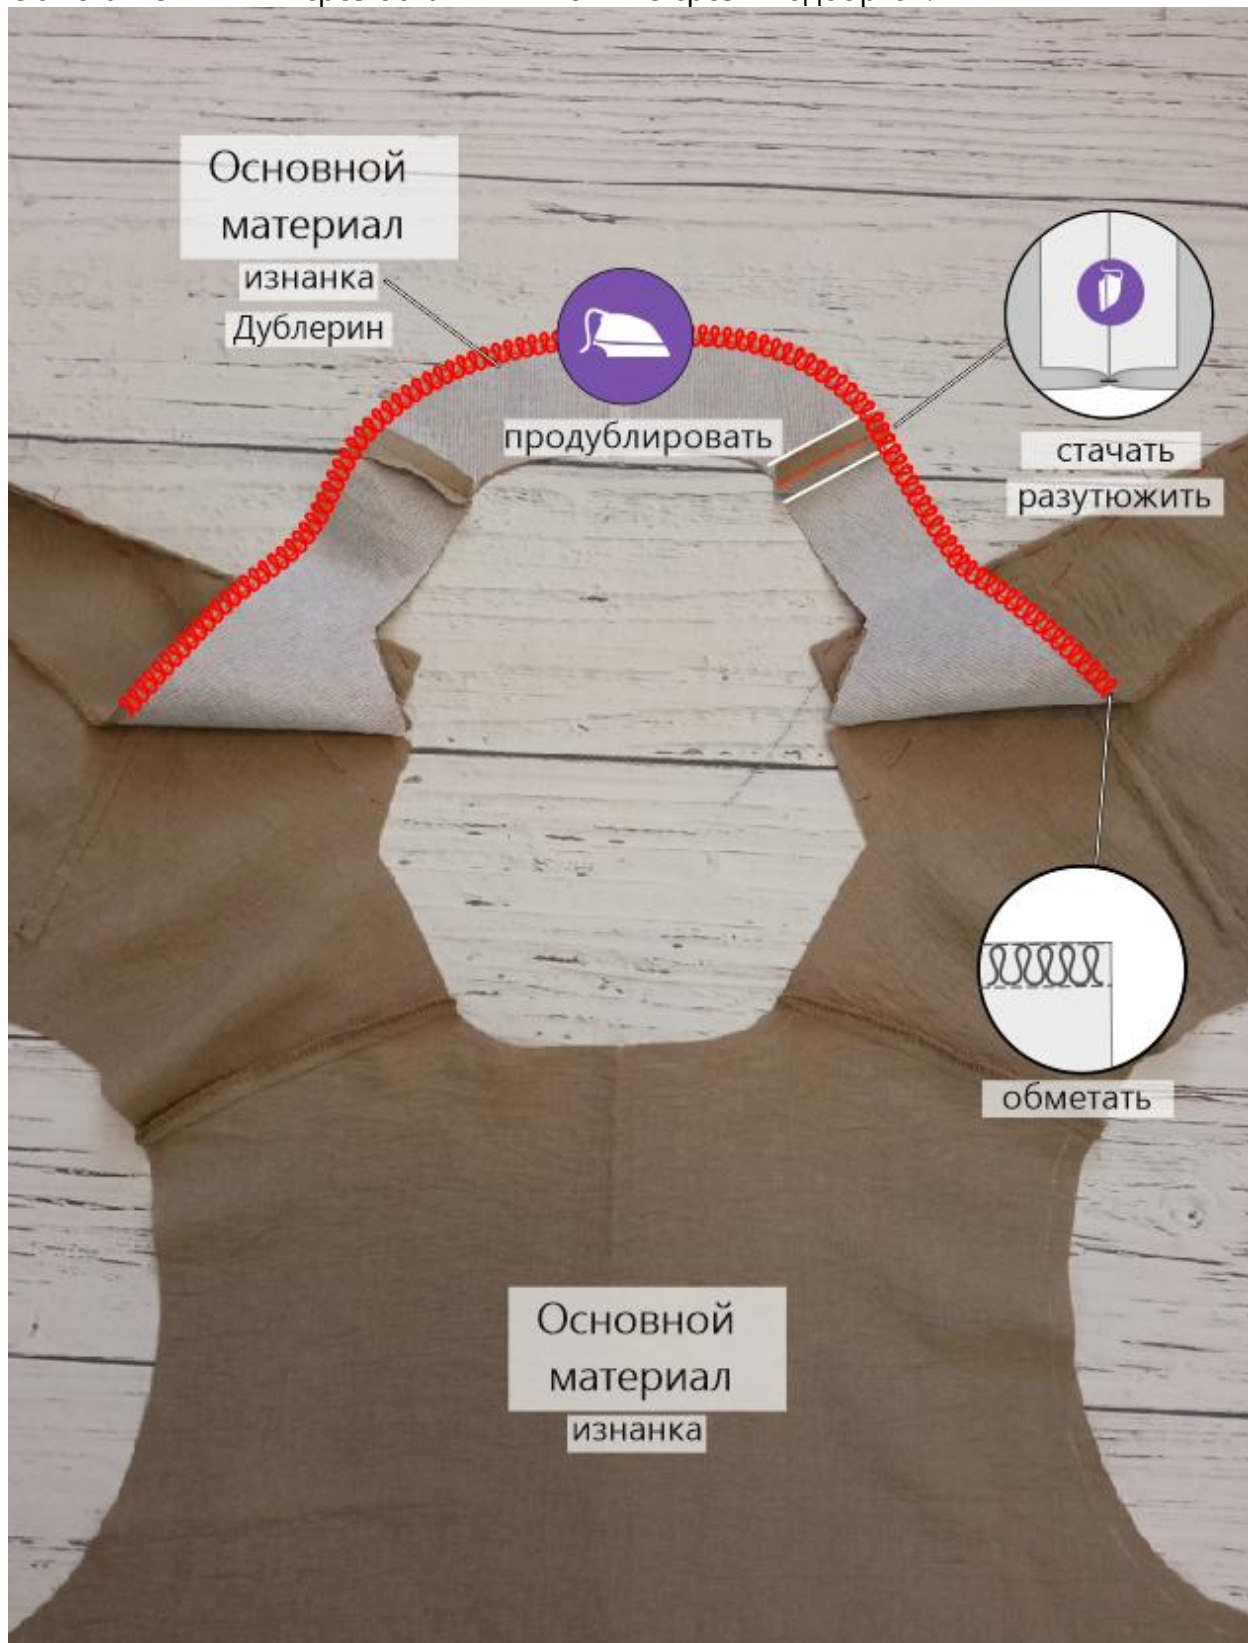 Основной
материал
изнанка
Дублерин
продублировать
стачать
разутюжить
обметать
Основной
материал
изнанка